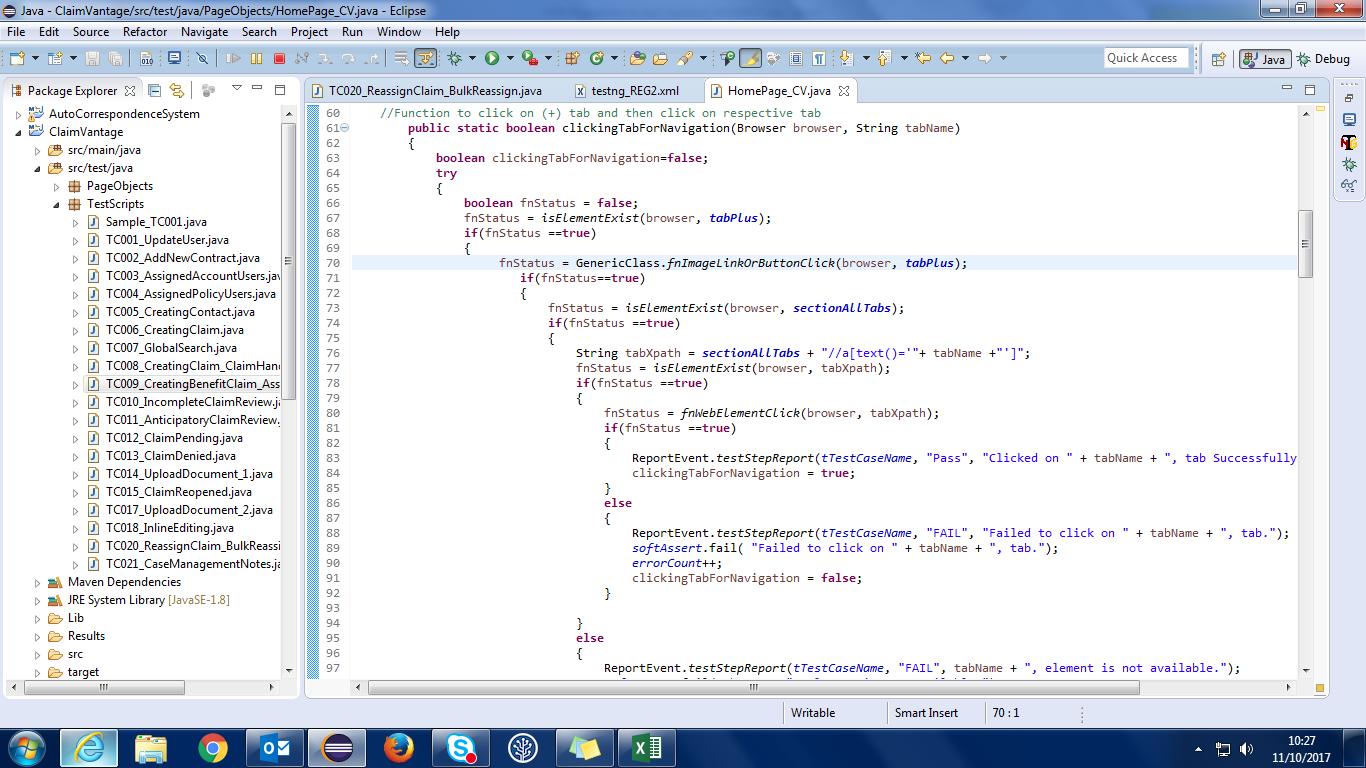 Java - ClaimVantage/src/test/java/PageObjects/HomePage_CV.java - Eclipse
File Edit Source Refactor Navigate Search Project Run Window Help
Quick Access Java Debug
Package Explorer
AutoCorrespondenceSystem
ClaimVantage
src/main/java
src/test/java
PageObjects
TestScripts
Sample_TC001.java
TC001_UpdateUser.java
TC002_AddNewContract.java
TC003_AssignedAccountUsers.jav
TC004_AssignedPolicyUsers.java
TC005_CreatingContact.java
TC006_CreatingClaim.java
TC007_GlobalSearch.java
TC008_CreatingClaim_ClaimHan
TC009_CreatingBenefitClaim_Ass
TC010_IncompleteClaimReview.j
TC011_AnticipatoryClaimReview.
TC012_ClaimPending.java
TC013_ClaimDenied.java
TC014_UploadDocument_1.java
TC015_ClaimReopened.java
TC017_UploadDocument_2.java
TC018_InlineEditing.java
TC020_ReassignClaim_BulkReassi
TC021_CaseManagementNotes.ja
Maven Dependencies
JRE System Library [JavaSE-1.8]
Lib
Results
src
target
TC020_ReassignClaim_BulkReassign.java testng_REG2.xml HomePage_CV.java
60 //Function to click on (+) tab and then click on respective tab
61 public static boolean clickingTabForNavigation(Browser browser, String tabName)
62 {
63 boolean clickingTabForNavigation=false;
64 try
65 {
66 boolean fnStatus = false;
67 fnStatus = isElementExist(browser, tabPlus);
68 if(fnStatus ==true)
69 {
70 fnStatus = GenericClass.fnImageLinkOrButtonClick(browser, tabPlus);
71 if(fnStatus==true)
72 {
73 fnStatus = isElementExist(browser, sectionAllTabs);
74 if(fnStatus ==true)
75 {
76 String tabXpath = sectionAllTabs + "//a[text()='"+ tabName +"']";
77 fnStatus = isElementExist(browser, tabXpath);
78 if(fnStatus ==true)
79 {
80 fnStatus = fnWebElementClick(browser, tabXpath);
81 if(fnStatus ==true)
82 {
83 ReportEvent.testStepReport(tTestCaseName, "Pass", "Clicked on " + tabName + ", tab Successfully
84 clickingTabForNavigation = true;
85 }
86 else
87 {
88 ReportEvent.testStepReport(tTestCaseName, "FAIL", "Failed to click on " + tabName + ", tab.");
89 softAssert.fail( "Failed to click on " + tabName + ", tab.");
90 errorCount++;
91 clickingTabForNavigation = false;
92 }
93
94 }
95 else
96 {
97 ReportEvent.testStepReport(tTestCaseName, "FAIL", tabName + ", element is not available.");
Writable Smart Insert 70 : 1
10:27
11/10/2017